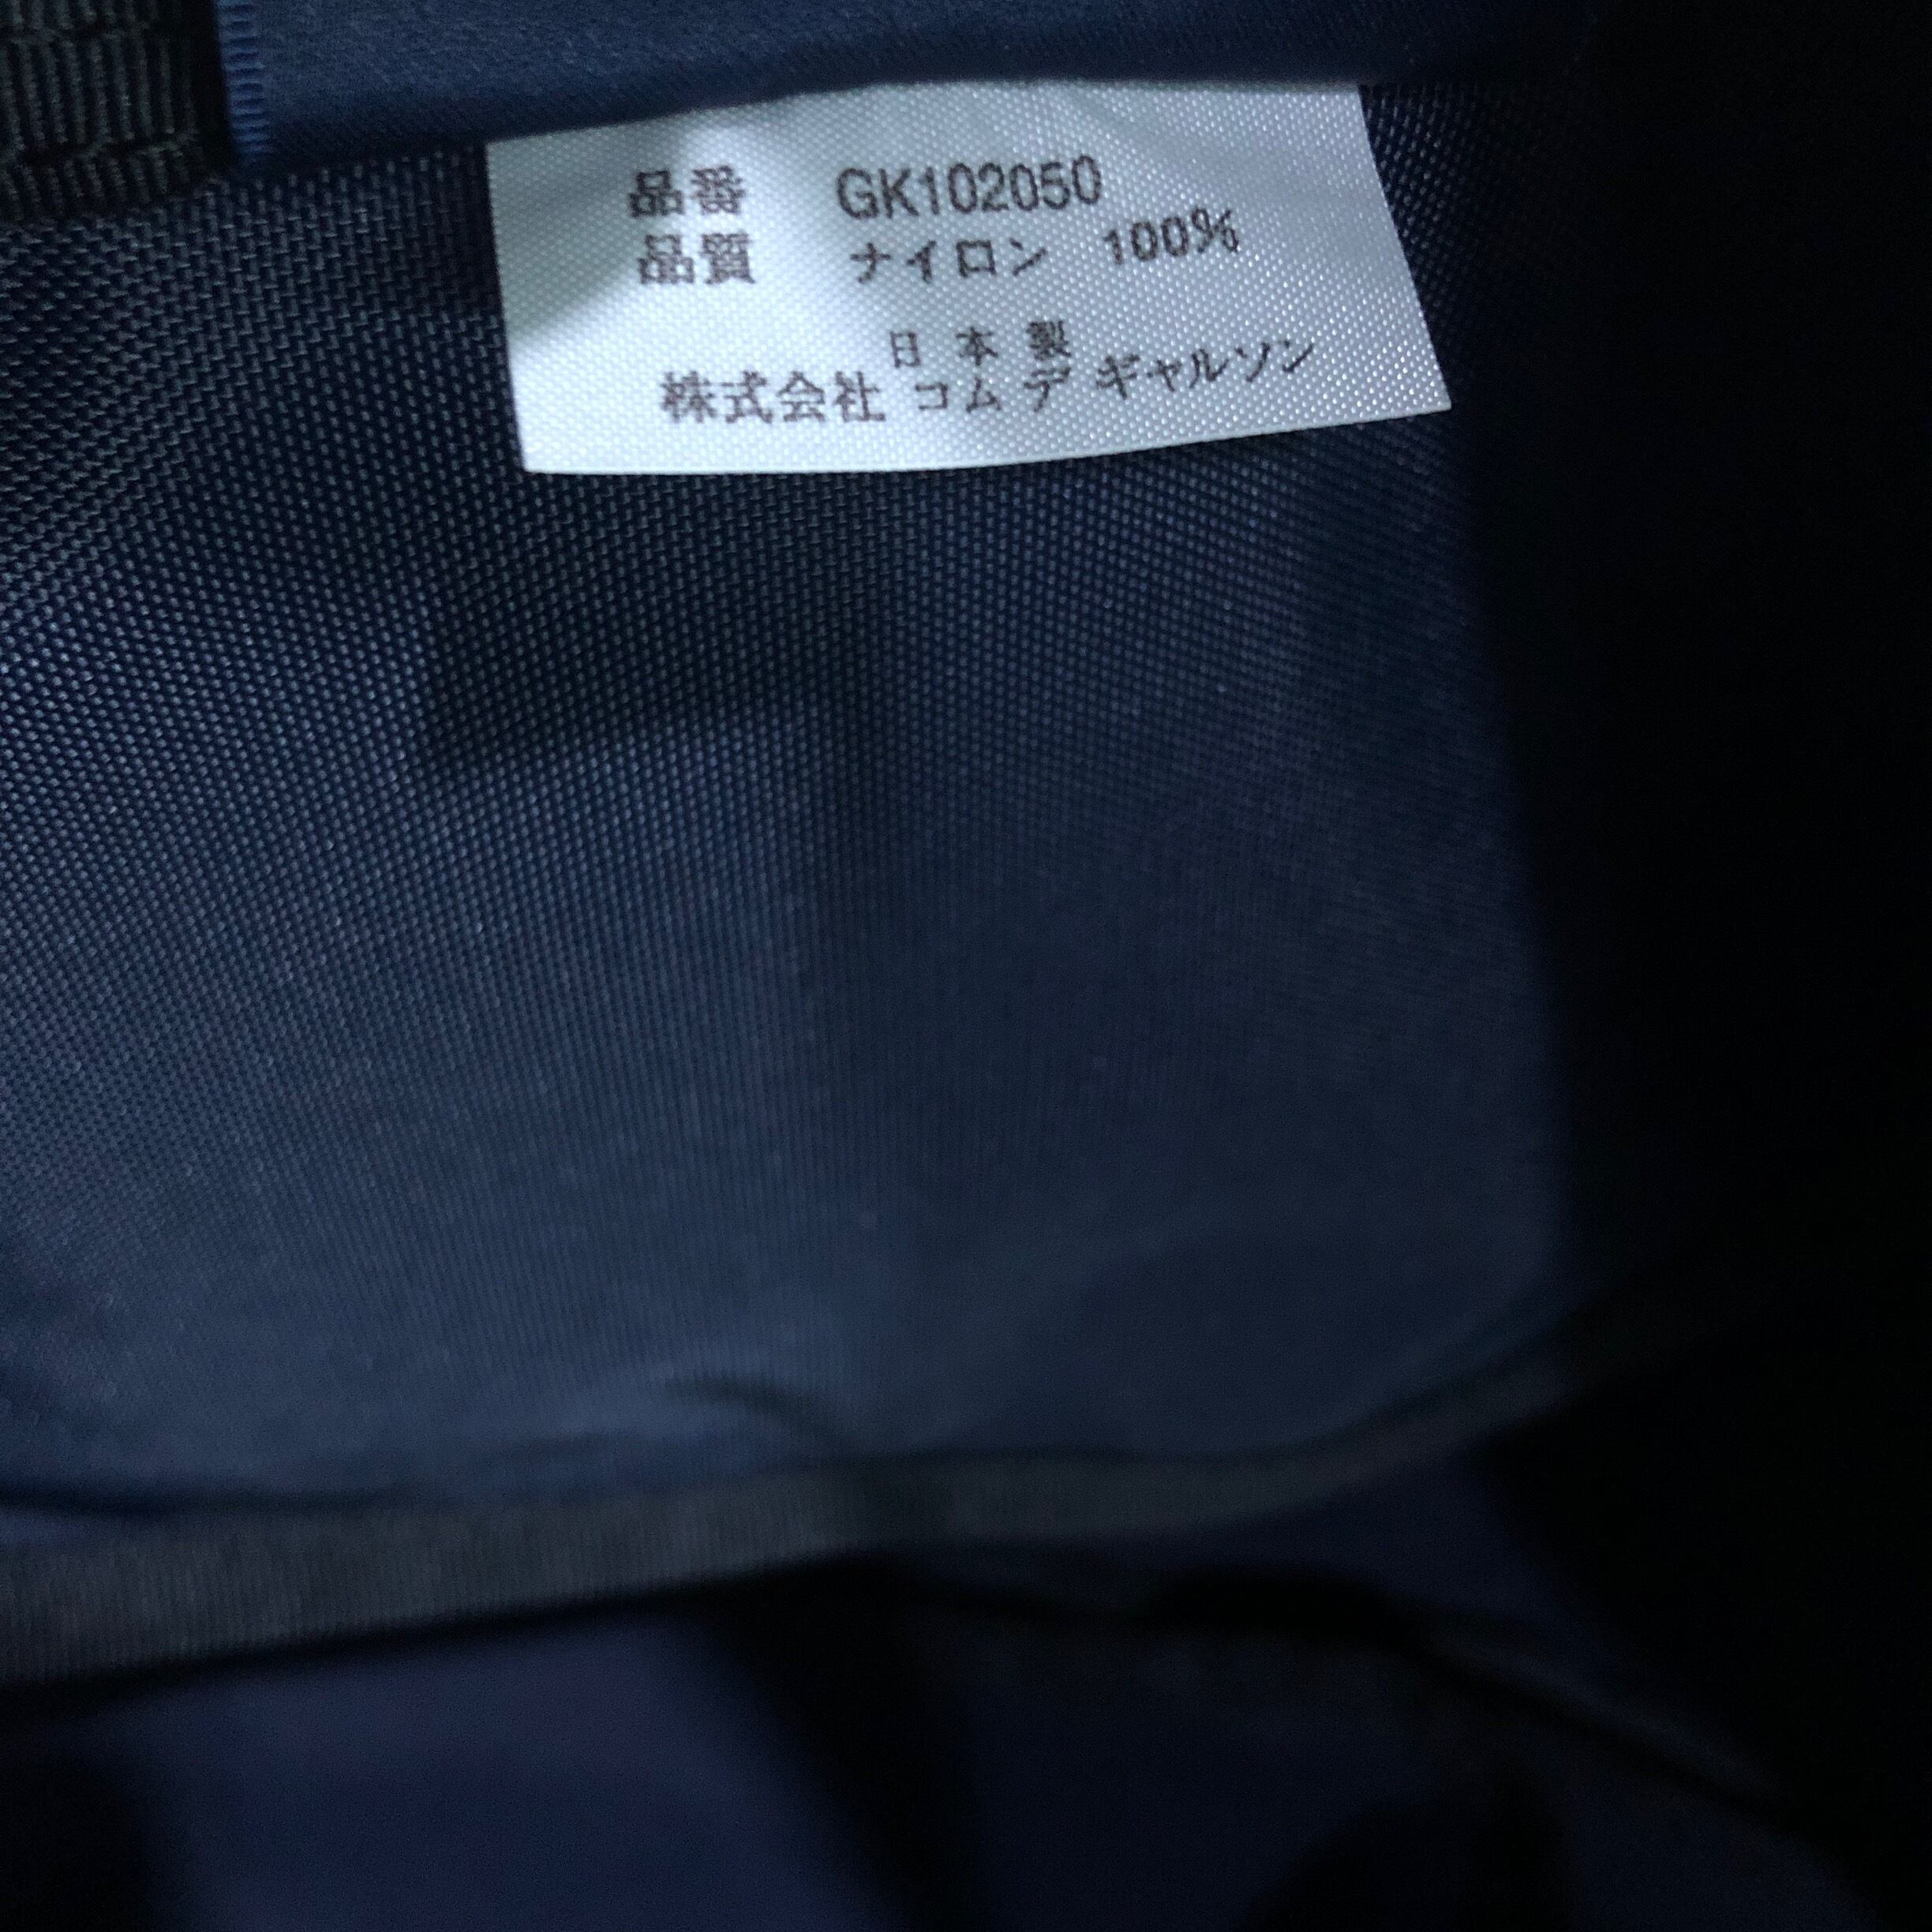 品番 GK102050
品質 ナイロン 100%
日本製
株式会社 コム デ ギャルソン